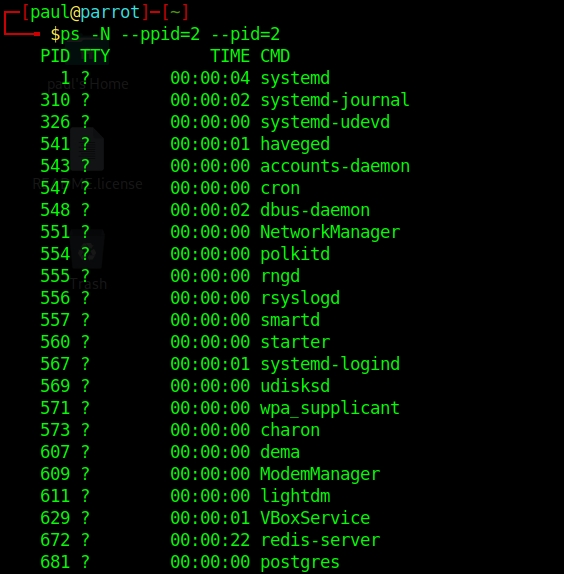 [paul@parrot]-[~]
$ps -N --ppid=2 --pid=2
PID TTY TIME CMD
1 ? 00:00:04 systemd
paul's Home
310 ? 00:00:02 systemd-journal
326 ? 00:00:00 systemd-udevd
541 ? 00:00:01 haveged
543 ? 00:00:00 accounts-daemon
README.license
547 ? 00:00:00 cron
548 ? 00:00:02 dbus-daemon
551 ? 00:00:00 NetworkManager
554 ? 00:00:00 polkitd
555 ? 00:00:00 rngd
Trash
556 ? 00:00:00 rsyslogd
557 ? 00:00:00 smartd
560 ? 00:00:00 starter
567 ? 00:00:01 systemd-logind
569 ? 00:00:00 udisksd
571 ? 00:00:00 wpa_supplicant
573 ? 00:00:00 charon
607 ? 00:00:00 dema
609 ? 00:00:00 ModemManager
611 ? 00:00:00 lightdm
629 ? 00:00:01 VBoxService
672 ? 00:00:22 redis-server
681 ? 00:00:00 postgres